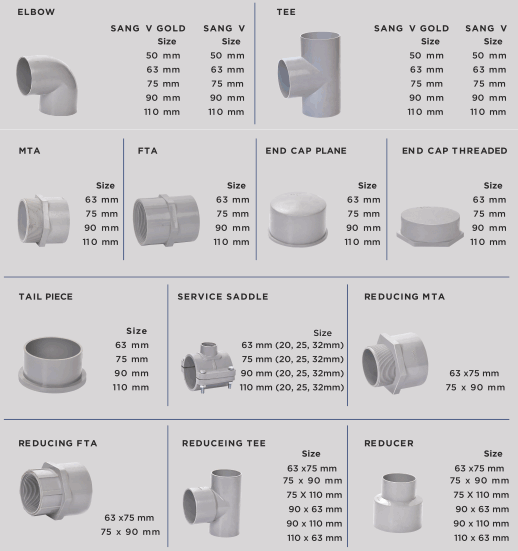 ELBOW
SANG V GOLD SANG V
Size Size
50 mm 50 mm
63 mm 63 mm
75 mm 75 mm
90 mm 90 mm
110 mm 110 mm
TEE
SANG V GOLD SANG V
Size Size
50 mm 50 mm
63 mm 63 mm
75 mm 75 mm
90 mm 90 mm
110 mm 110 mm
MTA
Size
63 mm
75 mm
90 mm
110 mm
FTA
Size
63 mm
75 mm
90 mm
110 mm
END CAP PLANE
Size
63 mm
75 mm
90 mm
110 mm
END CAP THREADED
Size
63 mm
75 mm
90 mm
110 mm
TAIL PIECE
Size
63 mm
75 mm
90 mm
110 mm
SERVICE SADDLE
Size
63 mm (20, 25, 32mm)
75 mm (20, 25, 32mm)
90 mm (20, 25, 32mm)
110 mm (20, 25, 32mm)
REDUCING MTA
63 x75 mm
75 x 90 mm
REDUCING FTA
63 x75 mm
75 x 90 mm
REDUCEING TEE
Size
63 x75 mm
75 x 90 mm
75 X 110 mm
90 x 63 mm
90 x 110 mm
110 x 63 mm
REDUCER
Size
63 x75 mm
75 x 90 mm
75 X 110 mm
90 x 63 mm
90 x 110 mm
110 x 63 mm